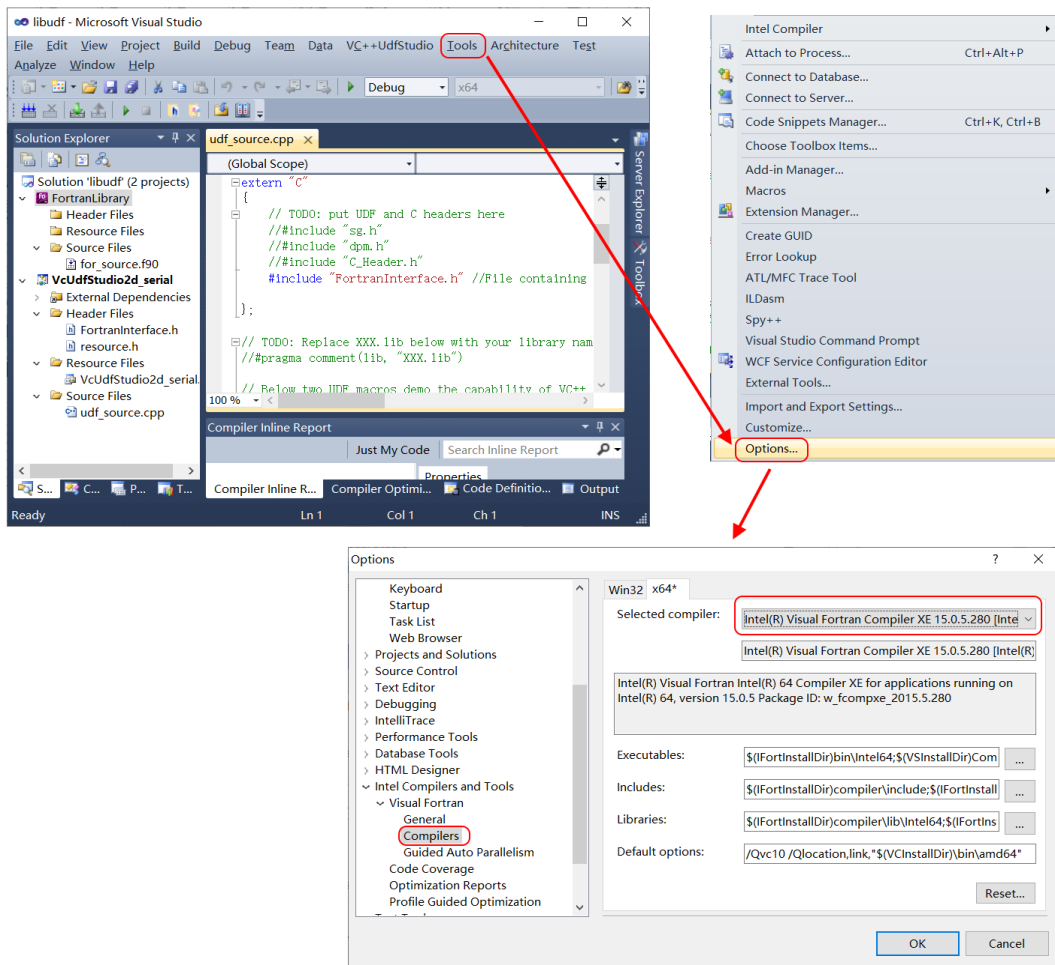 libudf - Microsoft Visual Studio
File Edit View Project Build Debug Team Data VC++UdfStudio Tools Architecture Test
Analyze Window Help
Debug x64
Solution Explorer
Solution 'libudf' (2 projects)
FortranLibrary
Header Files
Resource Files
Source Files
for_source.f90
VcUdfStudio2d_serial
External Dependencies
Header Files
FortranInterface.h
resource.h
Resource Files
VcUdfStudio2d_serial.
Source Files
udf_source.cpp
S... C... P... T...
udf_source.cpp
(Global Scope)
extern "C"
{
// TODO: put UDF and C headers here
//#include "sg.h"
//#include "dpm.h"
//#include "C_Header.h"
#include "FortranInterface.h" //File containing
};
// TODO: Replace XXX.lib below with your library nam
//#pragma comment(lib, "XXX.lib")
// Below two UDF macros demo the capability of VC++
100 %
Compiler Inline Report
Just My Code Search Inline Report
Properties
Compiler Inline R... Compiler Optimi... Code Definitio... Output
Server Explorer
Toolbox
Ready Ln 1 Col 1 Ch 1 INS
Intel Compiler
Attach to Process... Ctrl+Alt+P
Connect to Database...
Connect to Server...
Code Snippets Manager... Ctrl+K, Ctrl+B
Choose Toolbox Items...
Add-in Manager...
Macros
Extension Manager...
Create GUID
Error Lookup
ATL/MFC Trace Tool
ILDasm
Spy++
Visual Studio Command Prompt
WCF Service Configuration Editor
External Tools...
Import and Export Settings...
Customize...
Options...
Options ?
Keyboard
Startup
Task List
Web Browser
Projects and Solutions
Source Control
Text Editor
Debugging
IntelliTrace
Performance Tools
Database Tools
HTML Designer
Intel Compilers and Tools
Visual Fortran
General
Compilers
Guided Auto Parallelism
Code Coverage
Optimization Reports
Profile Guided Optimization
Win32 x64*
Selected compiler: Intel(R) Visual Fortran Compiler XE 15.0.5.280 [Inte
Intel(R) Visual Fortran Compiler XE 15.0.5.280 [Intel(R)
Intel(R) Visual Fortran Intel(R) 64 Compiler XE for applications running on
Intel(R) 64, version 15.0.5 Package ID: w_fcompxe_2015.5.280
Executables: $(IFortInstallDir)bin\Intel64;$(VSInstallDir)Com ...
Includes: $(IFortInstallDir)compiler\include;$(IFortInstall ...
Libraries: $(IFortInstallDir)compiler\lib\Intel64;$(IFortIns ...
Default options: /Qvc10 /Qlocation,link,"$(VCInstallDir)\bin\amd64"
Reset...
OK Cancel